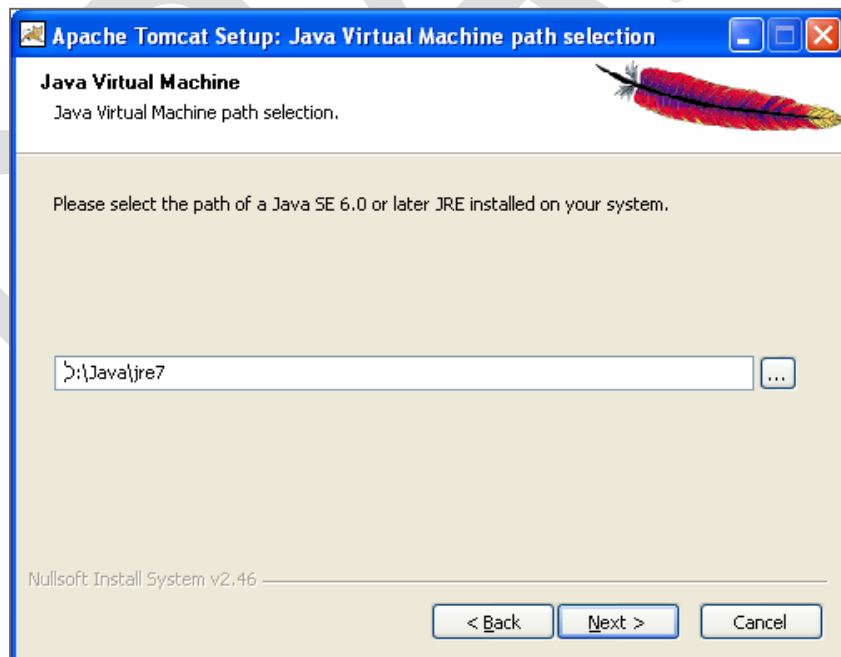 Apache Tomcat Setup: Java Virtual Machine path selection
Java Virtual Machine
Java Virtual Machine path selection.
Please select the path of a Java SE 6.0 or later JRE installed on your system.
:\Java\jre7
...
Nullsoft Install System v2.46
< Back
Next >
Cancel